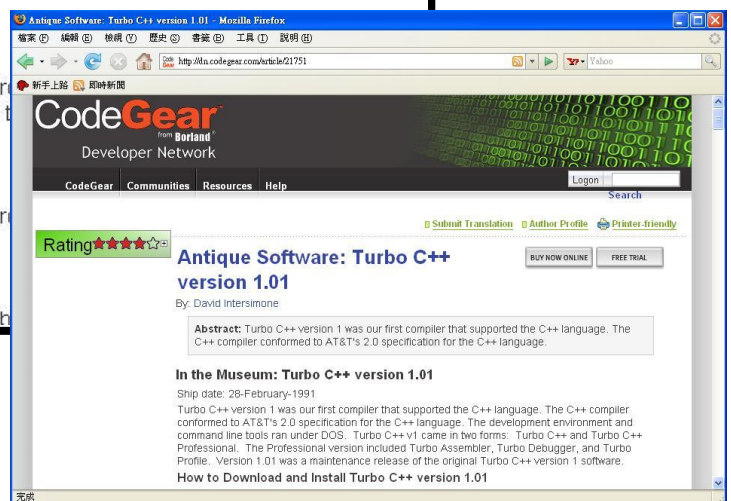 Antique Software: Turbo C++ version 1.01 - Mozilla Firefox
檔案(F) 編輯(E) 檢視(V) 歷史(S) 書籤(B) 工具(T) 說明(H)
http://dn.codegear.com/article/21751
Yahoo
新手上路 即時新聞
CodeGear
from Borland
Developer Network
CodeGear Communities Resources Help
Logon
Search
Submit Translation Author Profile Printer-friendly
Rating
Antique Software: Turbo C++
version 1.01
BUY NOW ONLINE FREE TRIAL
By: David Intersimone
Abstract: Turbo C++ version 1 was our first compiler that supported the C++ language. The
C++ compiler conformed to AT&T's 2.0 specification for the C++ language.
In the Museum: Turbo C++ version 1.01
Ship date: 28-February-1991
Turbo C++ version 1 was our first compiler that supported the C++ language. The C++ compiler
conformed to AT&T's 2.0 specification for the C++ language. The development environment and
command line tools ran under DOS. Turbo C++ v1 came in two forms: Turbo C++ and Turbo C++
Professional. The Professional version included Turbo Assembler, Turbo Debugger, and Turbo
Profile. Version 1.01 was a maintenance release of the original Turbo C++ version 1 software.
How to Download and Install Turbo C++ version 1.01
完成